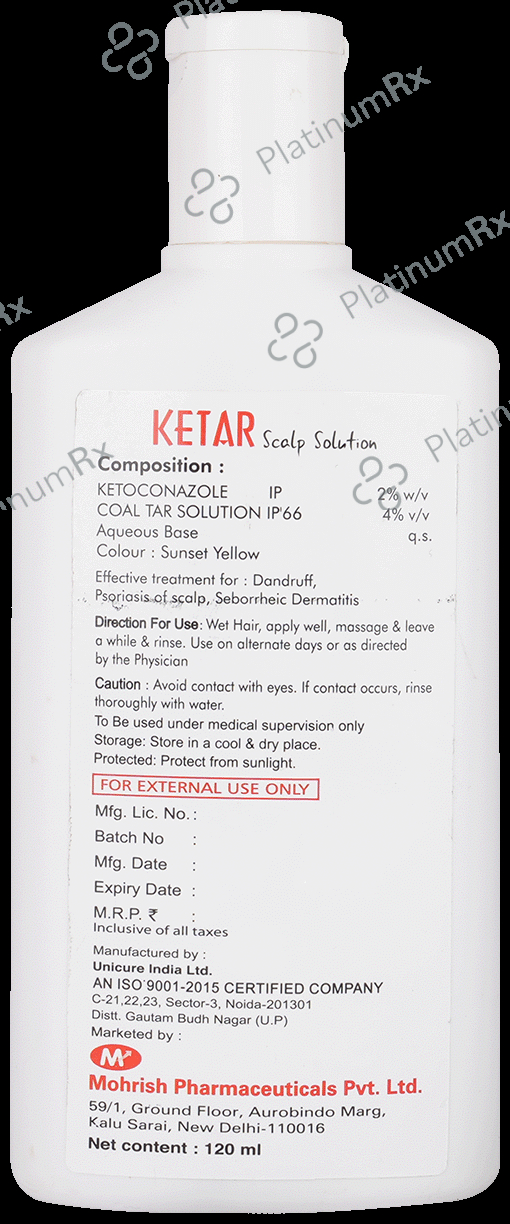 PlatinumRx
PlatinumRx
PlatinumRx
PlatinumRx
KETAR Scalp Solution
Composition :
KETOCONAZOLE IP 2% w/v
COAL TAR SOLUTION IP'66 4% v/v
Aqueous Base q.s.
Colour : Sunset Yellow
Effective treatment for : Dandruff,
Psoriasis of scalp, Seborrheic Dermatitis
Direction For Use: Wet Hair, apply well, massage & leave
a while & rinse. Use on alternate days or as directed
by the Physician
Caution : Avoid contact with eyes. If contact occurs, rinse
thoroughly with water.
To Be used under medical supervision only
Storage: Store in a cool & dry place.
Protected: Protect from sunlight.
FOR EXTERNAL USE ONLY
Mfg. Lic. No. :
Batch No :
Mfg. Date :
Expiry Date :
M.R.P. ₹ :
Inclusive of all taxes
Manufactured by :
Unicure India Ltd.
AN ISO 9001-2015 CERTIFIED COMPANY
C-21,22,23, Sector-3, Noida-201301
Distt. Gautam Budh Nagar (U.P)
Marketed by :
M
Mohrish Pharmaceuticals Pvt. Ltd.
59/1, Ground Floor, Aurobindo Marg,
Kalu Sarai, New Delhi-110016
Net content : 120 ml